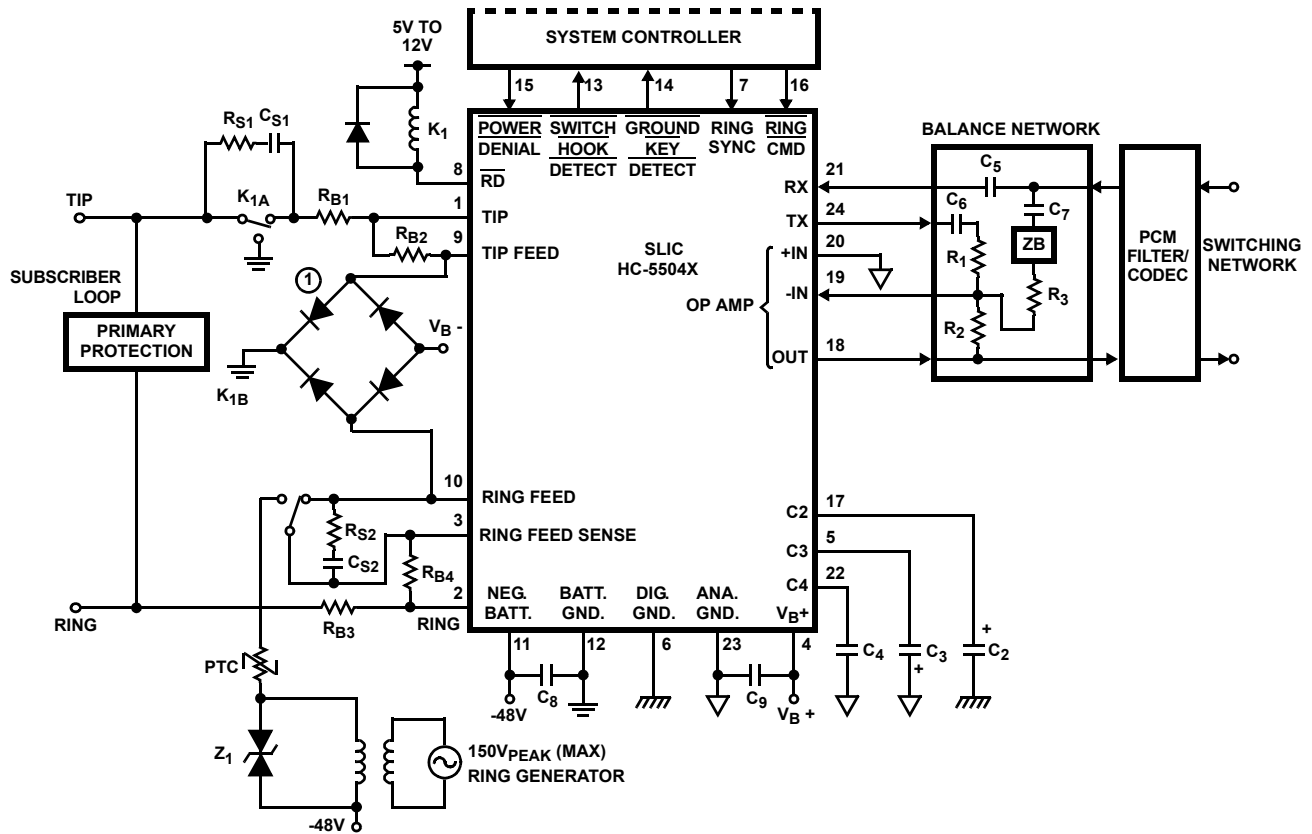 SYSTEM CONTROLLER
5V TO
12V
15
13
14
7
16
RS1
CS1
K1
POWER
DENIAL
SWITCH
HOOK
DETECT
GROUND
KEY
DETECT
RING
SYNC
RING
CMD
BALANCE NETWORK
8
RD
RX
21
C5
TIP
K1A
RB1
1
TIP
TX
24
C6
C7
RB2
9
TIP FEED
SLIC
HC-5504X
+IN
20
R1
ZB
PCM
FILTER/
CODEC
SWITCHING
NETWORK
SUBSCRIBER
LOOP
1
OP AMP
-IN
19
R3
PRIMARY
PROTECTION
VB -
R2
OUT
18
K1B
10
RING FEED
C2
17
RS2
3
RING FEED SENSE
C3
5
CS2
RB4
C4
22
RING
RB3
2
RING
NEG.
BATT.
BATT.
GND.
DIG.
GND.
ANA.
GND.
VB+
11
12
6
23
4
C4
C3
+
+
C2
PTC
C8
-48V
C9
VB +
Z1
150VPEAK (MAX)
RING GENERATOR
-48V